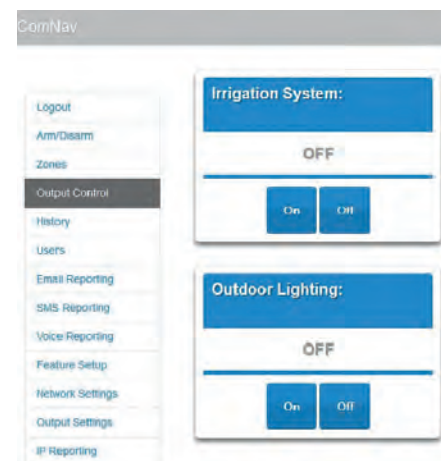 ComNav
Logout
Arm/Disarm
Zones
Output Control
History
Users
Email Reporting
SMS Reporting
Voice Reporting
Feature Setup
Network Settings
Output Settings
IP Reporting
Irrigation System:
OFF
On Off
Outdoor Lighting:
OFF
On Off